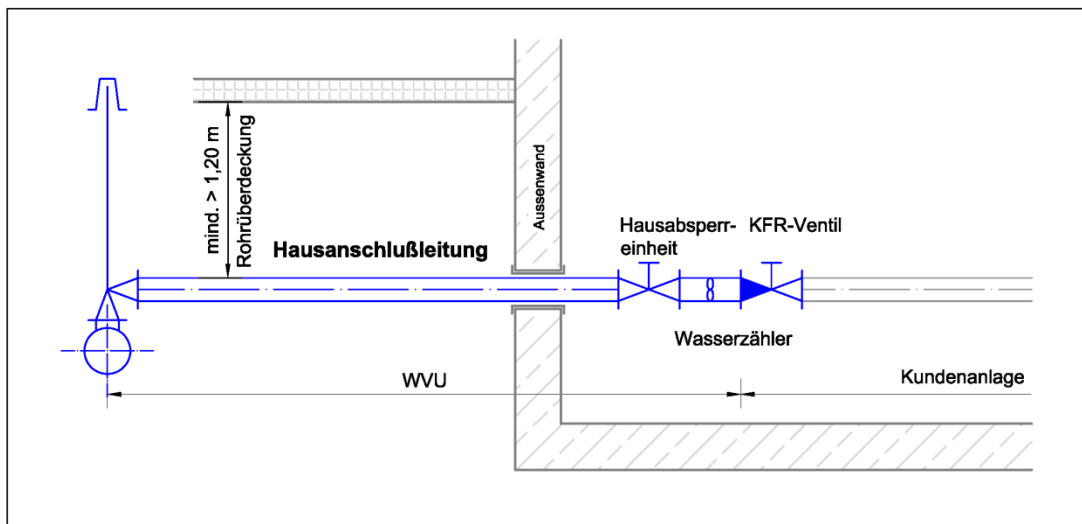 mind. > 1,20 m
Rohrüberdeckung
Hausanschlußleitung
Aussenwand
Hausabsperr-
einheit
KFR-Ventil
Wasserzähler
WVU
Kundenanlage